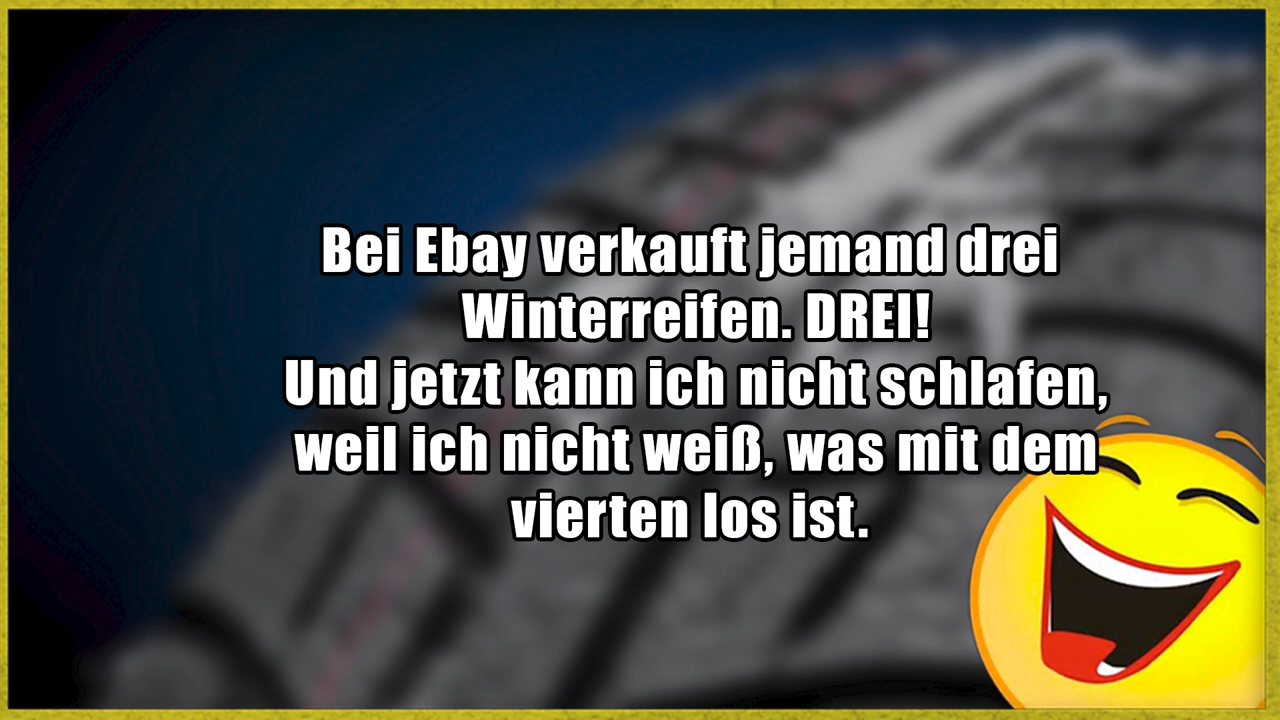 Bei Ebay verkauft jemand drei
Winterreifen. DREI!
Und jetzt kann ich nicht schlafen,
weil ich nicht weiß, was mit dem
vierten los ist.